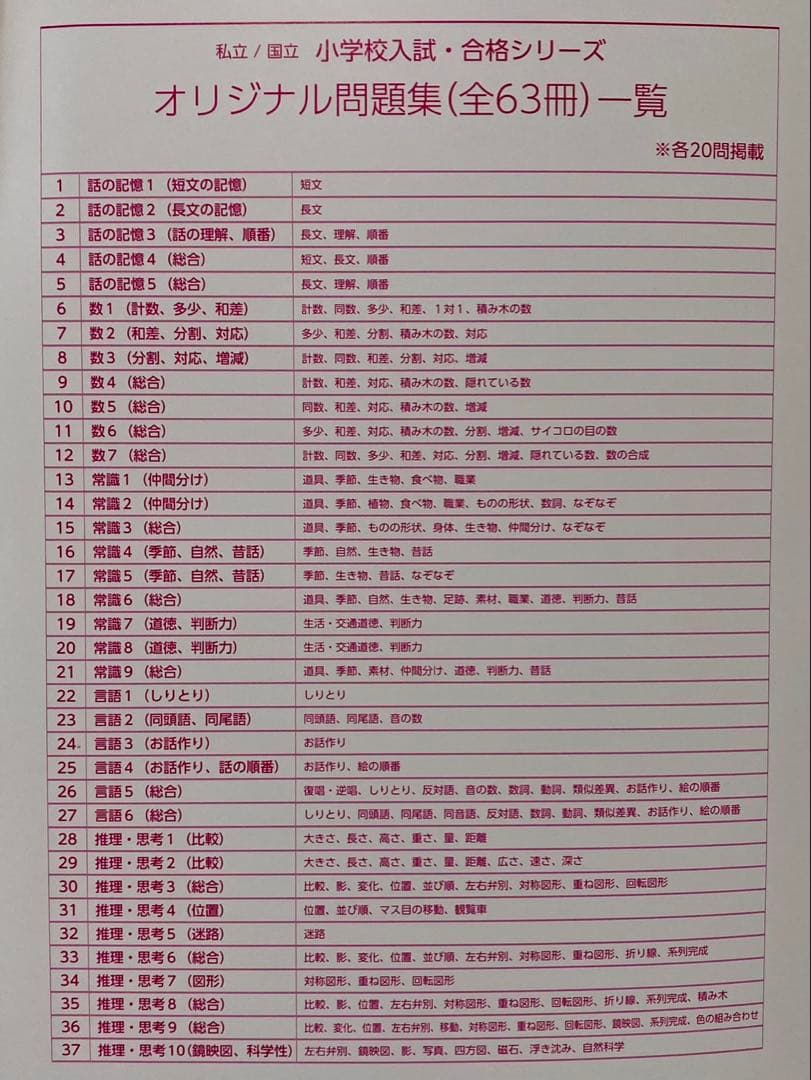 私立 / 国立 小学校入試・合格シリーズ
オリジナル問題集(全63冊)一覧
※各20問掲載
1 話の記憶1（短文の記憶） 短文
2 話の記憶2（長文の記憶） 長文
3 話の記憶3（話の理解、順番） 長文、理解、順番
4 話の記憶4（総合） 短文、長文、順番
5 話の記憶5（総合） 長文、理解、順番
6 数1（計数、多少、和差） 計数、同数、多少、和差、1対1、積み木の数
7 数2（和差、分割、対応） 多少、和差、分割、積み木の数、対応
8 数3（分割、対応、増減） 計数、同数、和差、分割、対応、増減
9 数4（総合） 計数、和差、対応、積み木の数、隠れている数
10 数5（総合） 同数、和差、対応、積み木の数、増減
11 数6（総合） 多少、和差、対応、積み木の数、分割、増減、サイコロの目の数
12 数7（総合） 計数、同数、多少、和差、対応、分割、増減、隠れている数、数の合成
13 常識1（仲間分け） 道具、季節、生き物、食べ物、職業
14 常識2（仲間分け） 道具、季節、植物、食べ物、職業、ものの形状、数詞、なぞなぞ
15 常識3（総合） 道具、季節、ものの形状、身体、生き物、仲間分け、なぞなぞ
16 常識4（季節、自然、昔話） 季節、自然、生き物、昔話
17 常識5（季節、自然、昔話） 季節、生き物、昔話、なぞなぞ
18 常識6（総合） 道具、季節、自然、生き物、足跡、素材、職業、道徳、判断力、昔話
19 常識7（道徳、判断力） 生活・交通道徳、判断力
20 常識8（道徳、判断力） 生活・交通道徳、判断力
21 常識9（総合） 道具、季節、素材、仲間分け、道徳、判断力、昔話
22 言語1（しりとり） しりとり
23 言語2（同頭語、同尾語） 同頭語、同尾語、音の数
24 言語3（お話作り） お話作り
25 言語4（お話作り、話の順番） お話作り、絵の順番
26 言語5（総合） 復唱・逆唱、しりとり、反対語、音の数、数詞、動詞、類似差異、お話作り、絵の順番
27 言語6（総合） しりとり、同頭語、同尾語、同音語、反対語、数詞、動詞、類似差異、お話作り、絵の順番
28 推理・思考1（比較） 大きさ、長さ、高さ、重さ、量、距離
29 推理・思考2（比較） 大きさ、長さ、高さ、重さ、量、距離、広さ、速さ、深さ
30 推理・思考3（総合） 比較、影、変化、位置、並び順、左右弁別、対称図形、重ね図形、回転図形
31 推理・思考4（位置） 位置、並び順、マス目の移動、観覧車
32 推理・思考5（迷路） 迷路
33 推理・思考6（総合） 比較、影、変化、位置、並び順、左右弁別、対称図形、重ね図形、折り線、系列完成
34 推理・思考7（図形） 対称図形、重ね図形、回転図形
35 推理・思考8（総合） 比較、影、位置、左右弁別、対称図形、重ね図形、回転図形、折り線、系列完成、積み木
36 推理・思考9（総合） 比較、変化、位置、左右弁別、移動、対称図形、重ね図形、回転図形、鏡映図、系列完成、色の組み合わせ
37 推理・思考10(鏡映図、科学性) 左右弁別、鏡映図、影、写真、四方図、磁石、浮き沈み、自然科学